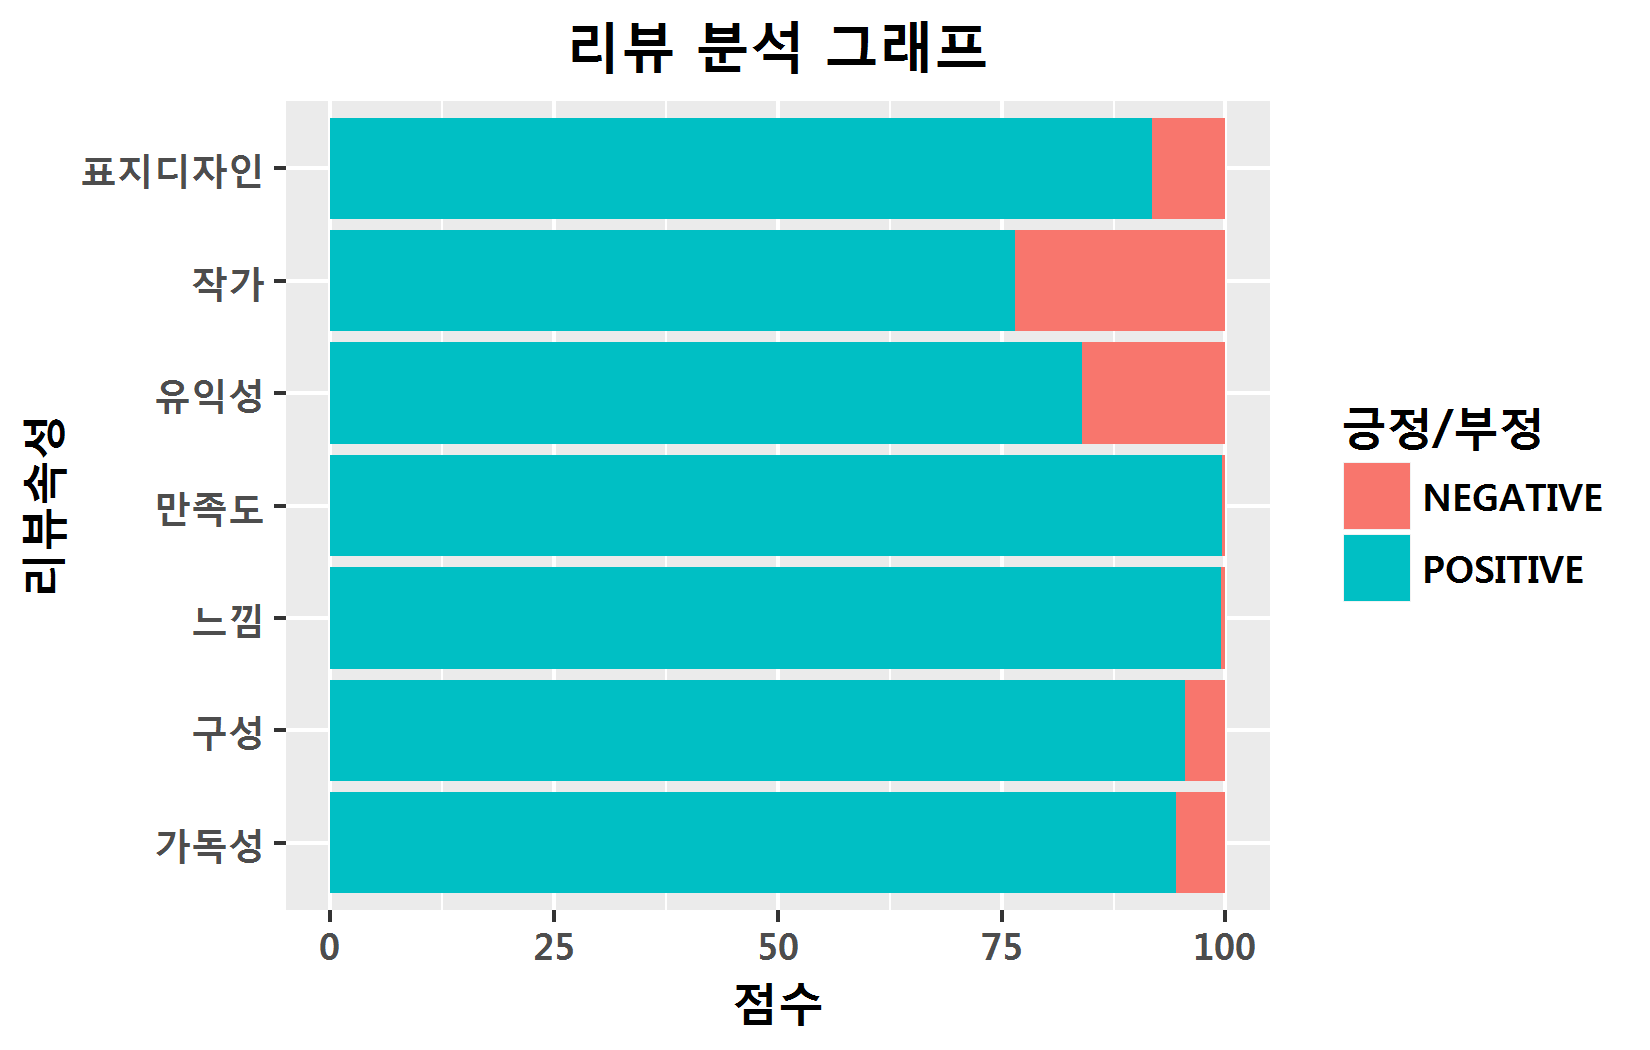 리뷰 분석 그래프
리뷰속성
표지디자인
작가
유익성
만족도
느낌
구성
가독성
0 25 50 75 100
점수
긍정/부정
NEGATIVE
POSITIVE